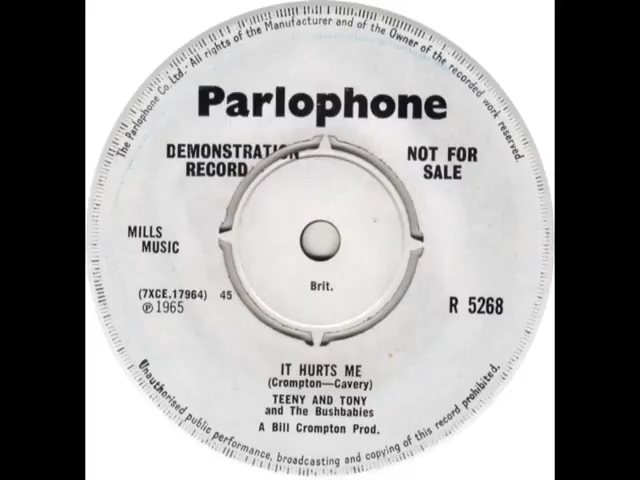 The Parlophone Co. Ltd.- All rights of the Manufacturer and of the Owner of the recorded work reserved.
Parlophone
DEMONSTRATION
RECORD
NOT FOR
SALE
MILLS
MUSIC
Brit.
(7XCE.17964) 45
℗1965
R 5268
IT HURTS ME
(Crompton—Cavery)
TEENY AND TONY
and The Bushbabies
A Bill Crompton Prod.
Unauthorised public performance, broadcasting and copying of this record prohibited.